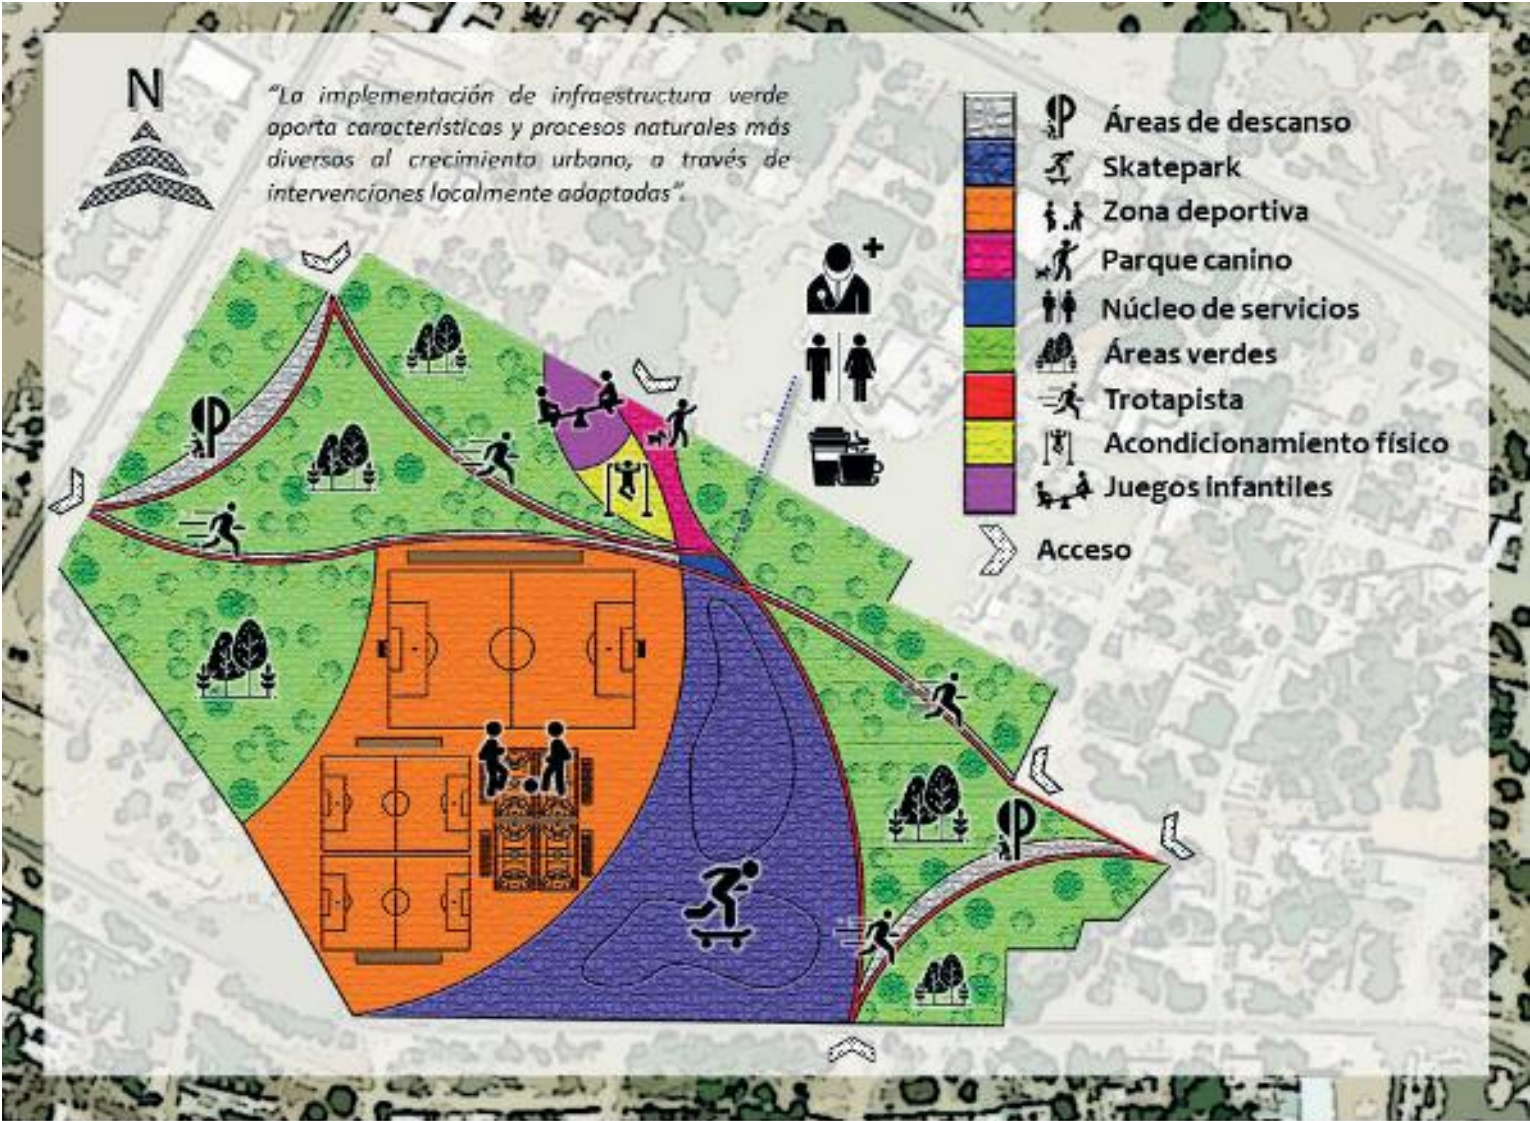 N
“La implementación de infraestructura verde
aporta características y procesos naturales más
diversos al crecimiento urbano, a través de
intervenciones localmente adaptadas”.
Áreas de descanso
Skatepark
Zona deportiva
Parque canino
Núcleo de servicios
Áreas verdes
Trotapista
Acondicionamiento físico
Juegos infantiles
Acceso